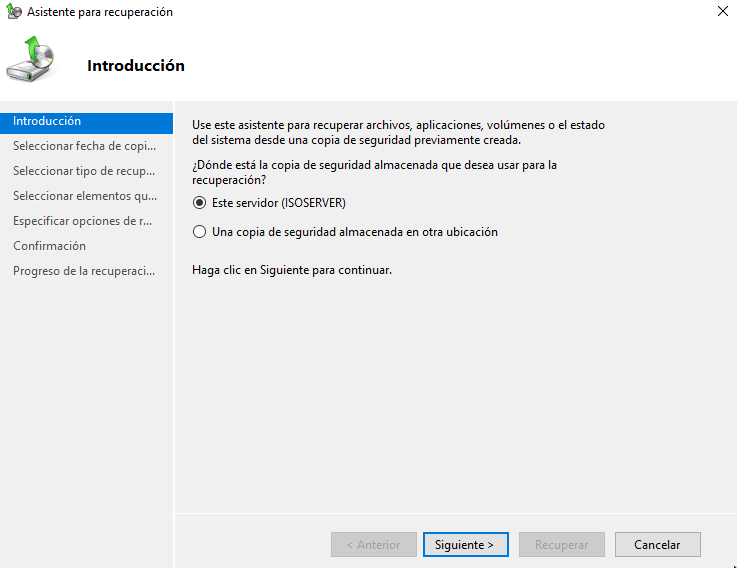 Asistente para recuperación
Introducción
Introducción
Seleccionar fecha de copi...
Seleccionar tipo de recup...
Seleccionar elementos qu...
Especificar opciones de r...
Confirmación
Progreso de la recuperaci...
Use este asistente para recuperar archivos, aplicaciones, volúmenes o el estado
del sistema desde una copia de seguridad previamente creada.
¿Dónde está la copia de seguridad almacenada que desea usar para la
recuperación?
Este servidor (ISOSERVER)
Una copia de seguridad almacenada en otra ubicación
Haga clic en Siguiente para continuar.
< Anterior
Siguiente >
Recuperar
Cancelar